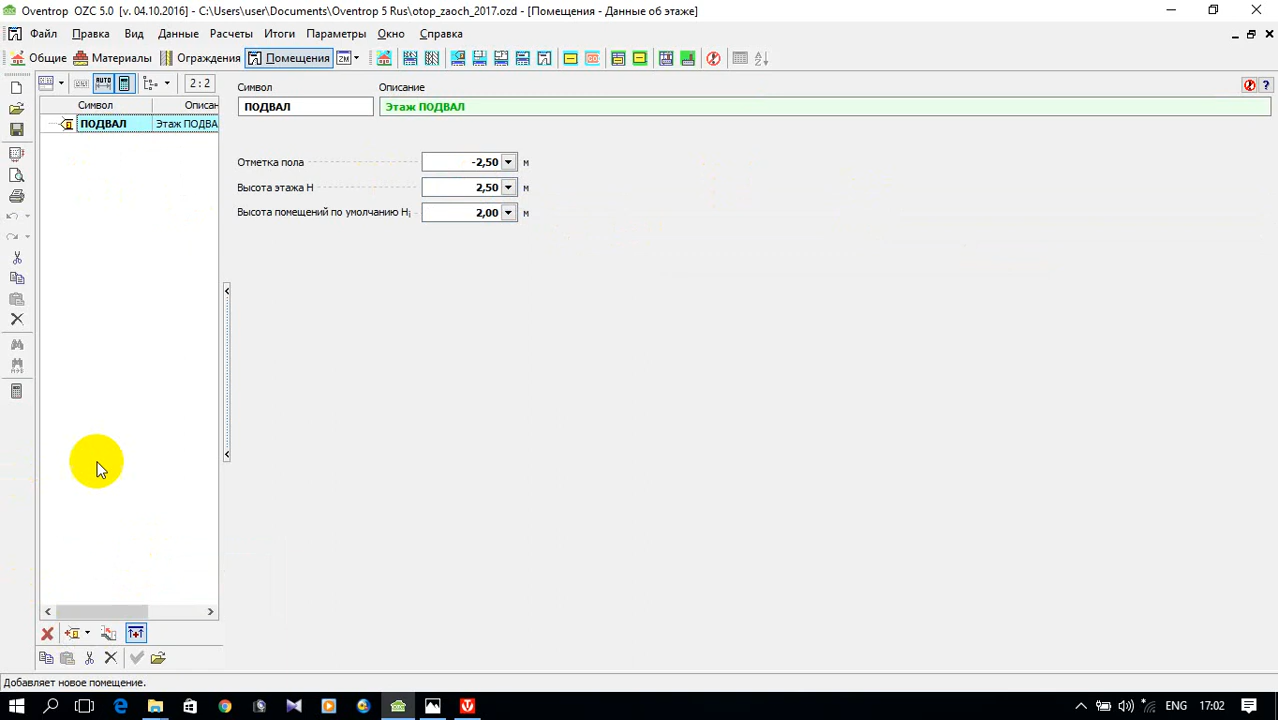 Oventrop OZC 5.0 [v. 04.10.2016] - C:\Users\user\Documents\Oventrop 5 Rus\otop_zaoch_2017.ozd - [Помещения - Данные об этаже]
Файл Правка Вид Данные Расчеты Итоги Параметры Окно Справка
Общие Материалы Ограждения Помещения
AUTO 2 : 2
Символ Описание
Символ Описан
ПОДВАЛ Этаж ПОДВАЛ
ПОДВАЛ Этаж ПОДВА
Отметка пола -2,50 м
Высота этажа H 2,50 м
Высота помещений по умолчанию Hi 2,00 м
Добавляет новое помещение.
ENG 17:02